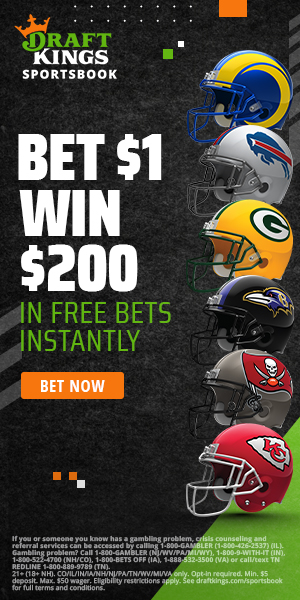 DRAFT
KINGS
SPORTSBOOK
BET $1
WIN
$200
IN FREE BETS
INSTANTLY
BET NOW
If you or someone you know has a gambling problem, crisis counseling and
referral services can be accessed by calling 1-800-GAMBLER (1-800-426-2537) (IL).
Gambling problem? Call 1-800-GAMBLER (NJ/WV/PA/MI/WY), 1-800-9-WITH-IT (IN),
1-800-522-4700 (NH/CO), 1-800-BETS OFF (IA), 1-888-532-3500 (VA) or call/text TN
REDLINE 1-800-889-9789 (TN).
21+ (18+ NH). CO/IL/IN/IA/NH/NJ/PA/TN/WV/MI/VA only. Opt-in required. Min. $5
deposit. Max. $50 wager. Eligibility restrictions apply. See draftkings.com/sportsbook
for full terms and conditions.